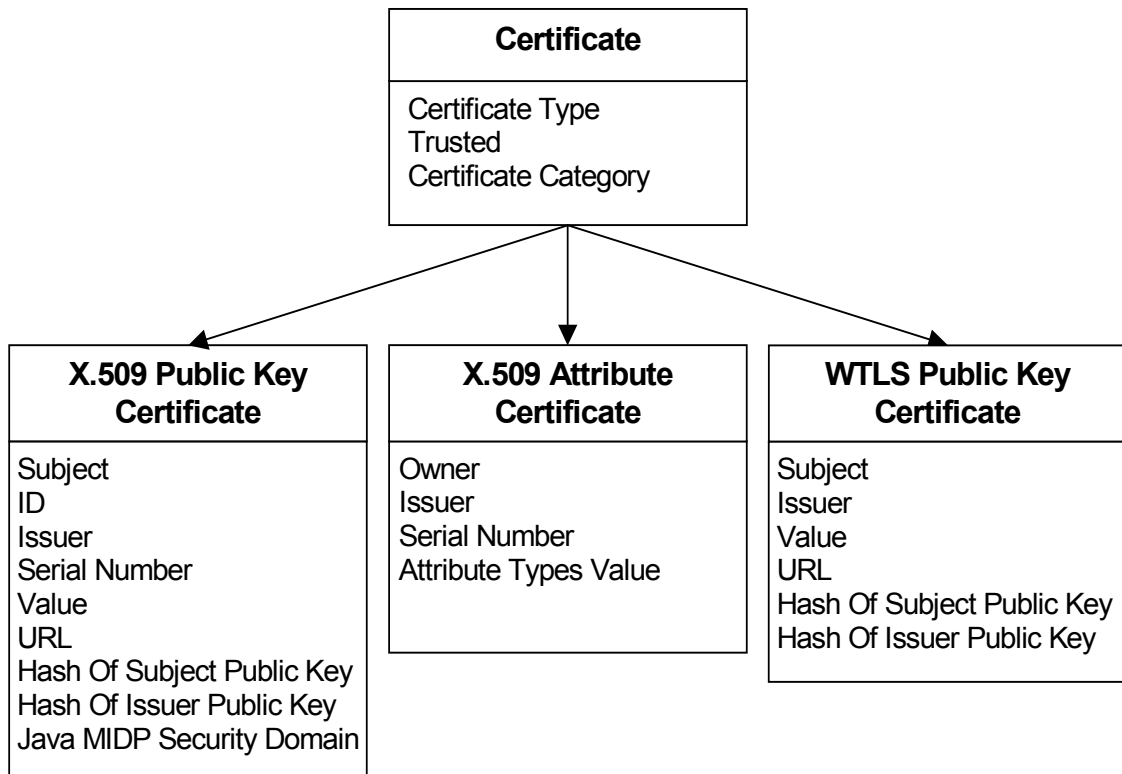 Certificate
Certificate Type
Trusted
Certificate Category
X.509 Public Key
Certificate
Subject
ID
Issuer
Serial Number
Value
URL
Hash Of Subject Public Key
Hash Of Issuer Public Key
Java MIDP Security Domain
X.509 Attribute
Certificate
Owner
Issuer
Serial Number
Attribute Types Value
WTLS Public Key
Certificate
Subject
Issuer
Value
URL
Hash Of Subject Public Key
Hash Of Issuer Public Key